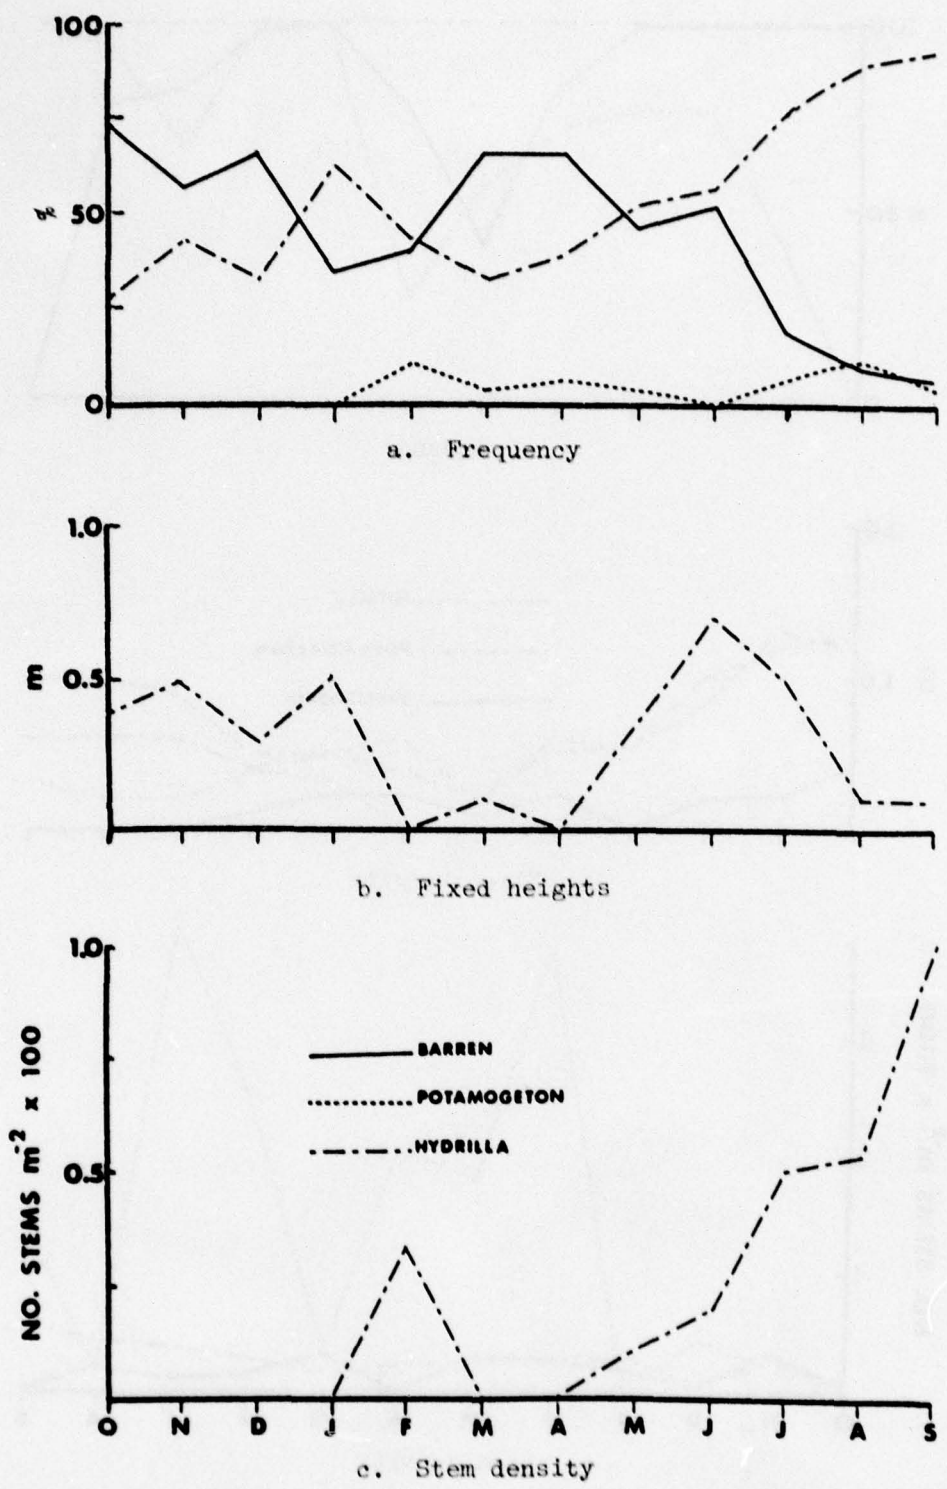 100
%
50
0
a. Frequency
1.0
m
0.5
b. Fixed heights
1.0
NO. STEMS m-2 x 100
0.5
BARREN
POTAMOGETON
HYDRILLA
O N D J F M A M J J A S
c. Stem density